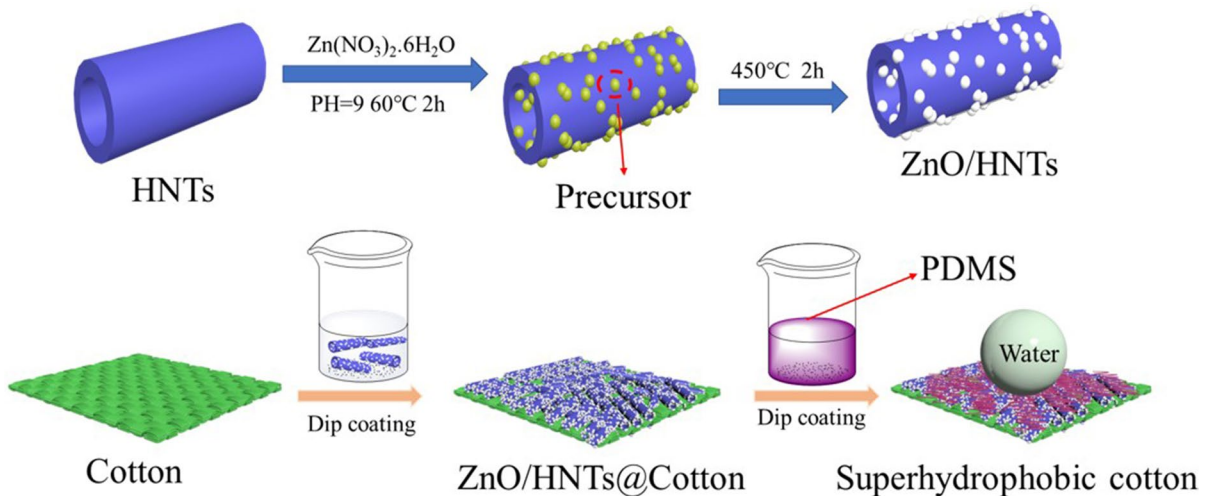 Zn(NO₃)₂.6H₂O
PH=9 60℃ 2h
450℃ 2h
HNTs
Precursor
ZnO/HNTs
PDMS
Water
Dip coating
Dip coating
Cotton
ZnO/HNTs@Cotton
Superhydrophobic cotton